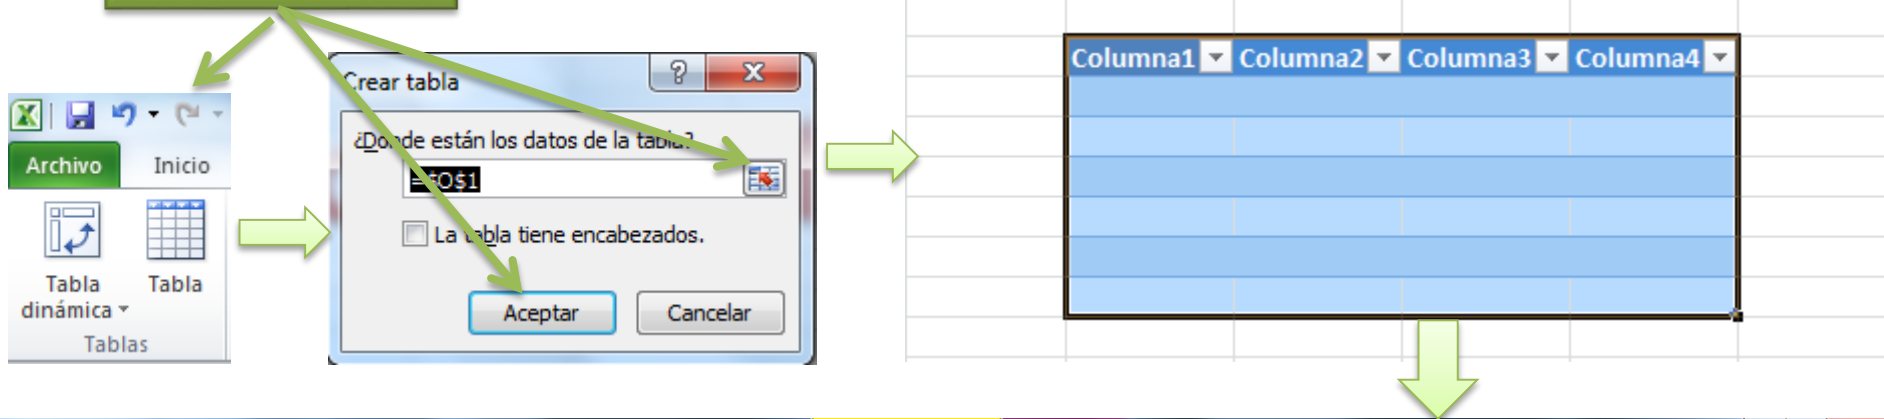 Archivo Inicio
Tabla dinámica Tabla
Tablas
Crear tabla
¿Donde están los datos de la tabla?
=$O$1
La tabla tiene encabezados.
Aceptar Cancelar
Columna1 Columna2 Columna3 Columna4